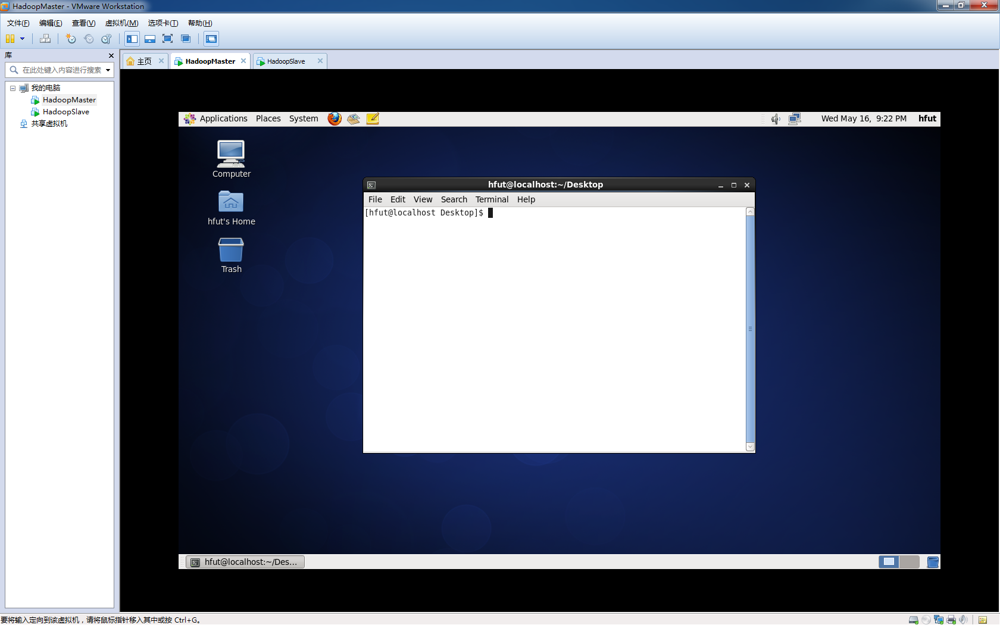 HadoopMaster - VMware Workstation
文件(F) 编辑(E) 查看(V) 虚拟机(M) 选项卡(T) 帮助(H)
库
在此处键入内容进行搜索
我的电脑
HadoopMaster
HadoopSlave
共享虚拟机
主页 HadoopMaster HadoopSlave
Applications Places System Wed May 16, 9:22 PM hfut
Computer
hfut's Home
Trash
hfut@localhost:~/Desktop
File Edit View Search Terminal Help
[hfut@localhost Desktop]$
hfut@localhost:~/Des...
要将输入定向到该虚拟机，请将鼠标指针移入其中或按 Ctrl+G。